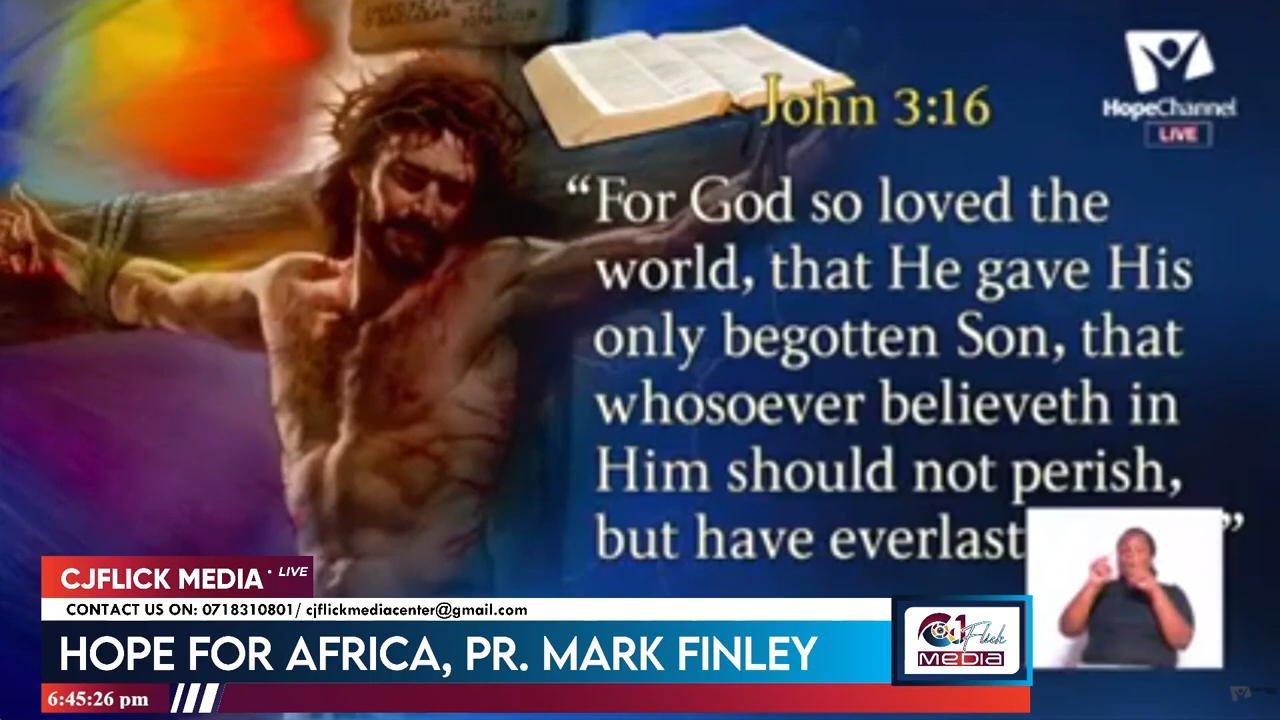 John 3:16
HopeChannel
LIVE
“For God so loved the
world, that He gave His
only begotten Son, that
whosoever believeth in
Him should not perish,
but have everlast
”
CJFLICK MEDIA • LIVE
CONTACT US ON: 0718310801/ cjflickmediacenter@gmail.com
HOPE FOR AFRICA, PR. MARK FINLEY
Flick
MEDIA
6:45:26 pm